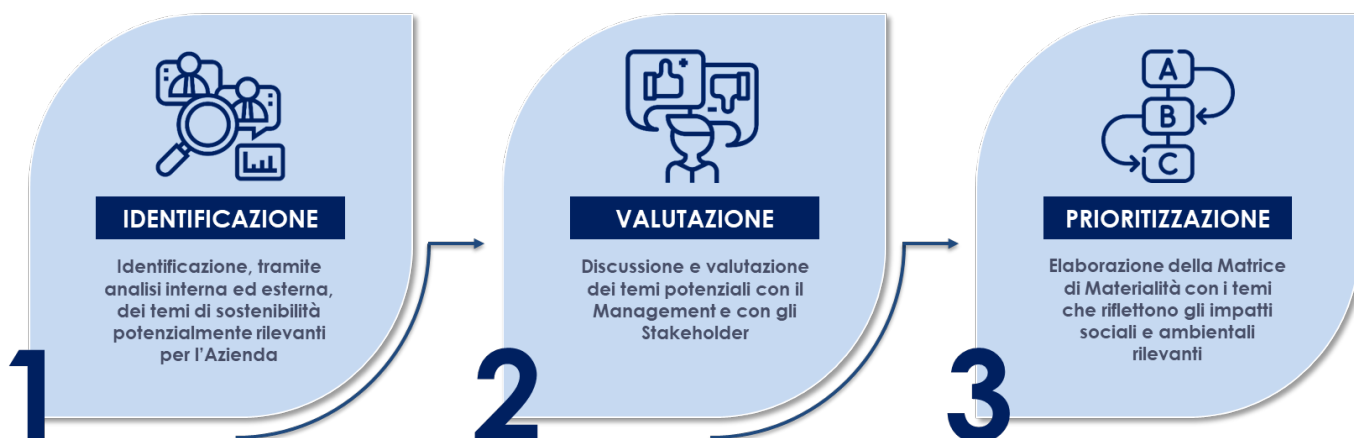 1
IDENTIFICAZIONE
Identificazione, tramite
analisi interna ed esterna,
dei temi di sostenibilità
potenzialmente rilevanti
per l'Azienda
2
VALUTAZIONE
Discussione e valutazione
dei temi potenziali con il
Management e con gli
Stakeholder
3
A
B
C
PRIORITIZZAZIONE
Elaborazione della Matrice
di Materialità con i temi
che riflettono gli impatti
sociali e ambientali
rilevanti